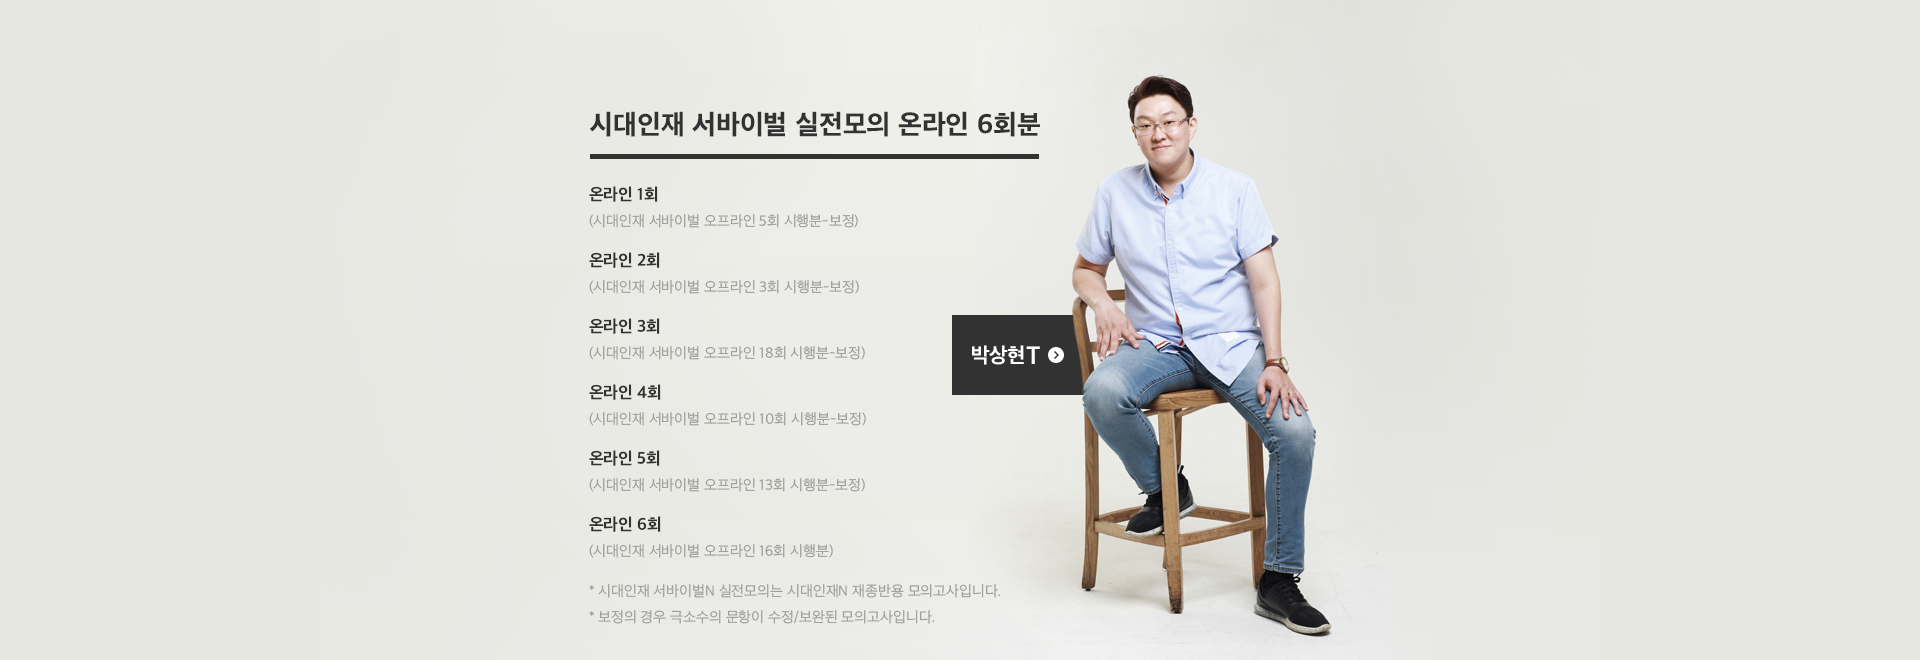 시대인재 서바이벌 실전모의 온라인 6회분
온라인 1회
(시대인재 서바이벌 오프라인 5회 시행분-보정)
온라인 2회
(시대인재 서바이벌 오프라인 3회 시행분-보정)
온라인 3회
(시대인재 서바이벌 오프라인 18회 시행분-보정)
온라인 4회
(시대인재 서바이벌 오프라인 10회 시행분-보정)
온라인 5회
(시대인재 서바이벌 오프라인 13회 시행분-보정)
온라인 6회
(시대인재 서바이벌 오프라인 16회 시행분)
* 시대인재 서바이벌N 실전모의는 시대인재N 재종반용 모의고사입니다.
* 보정의 경우 극소수의 문항이 수정/보완된 모의고사입니다.
박상현T